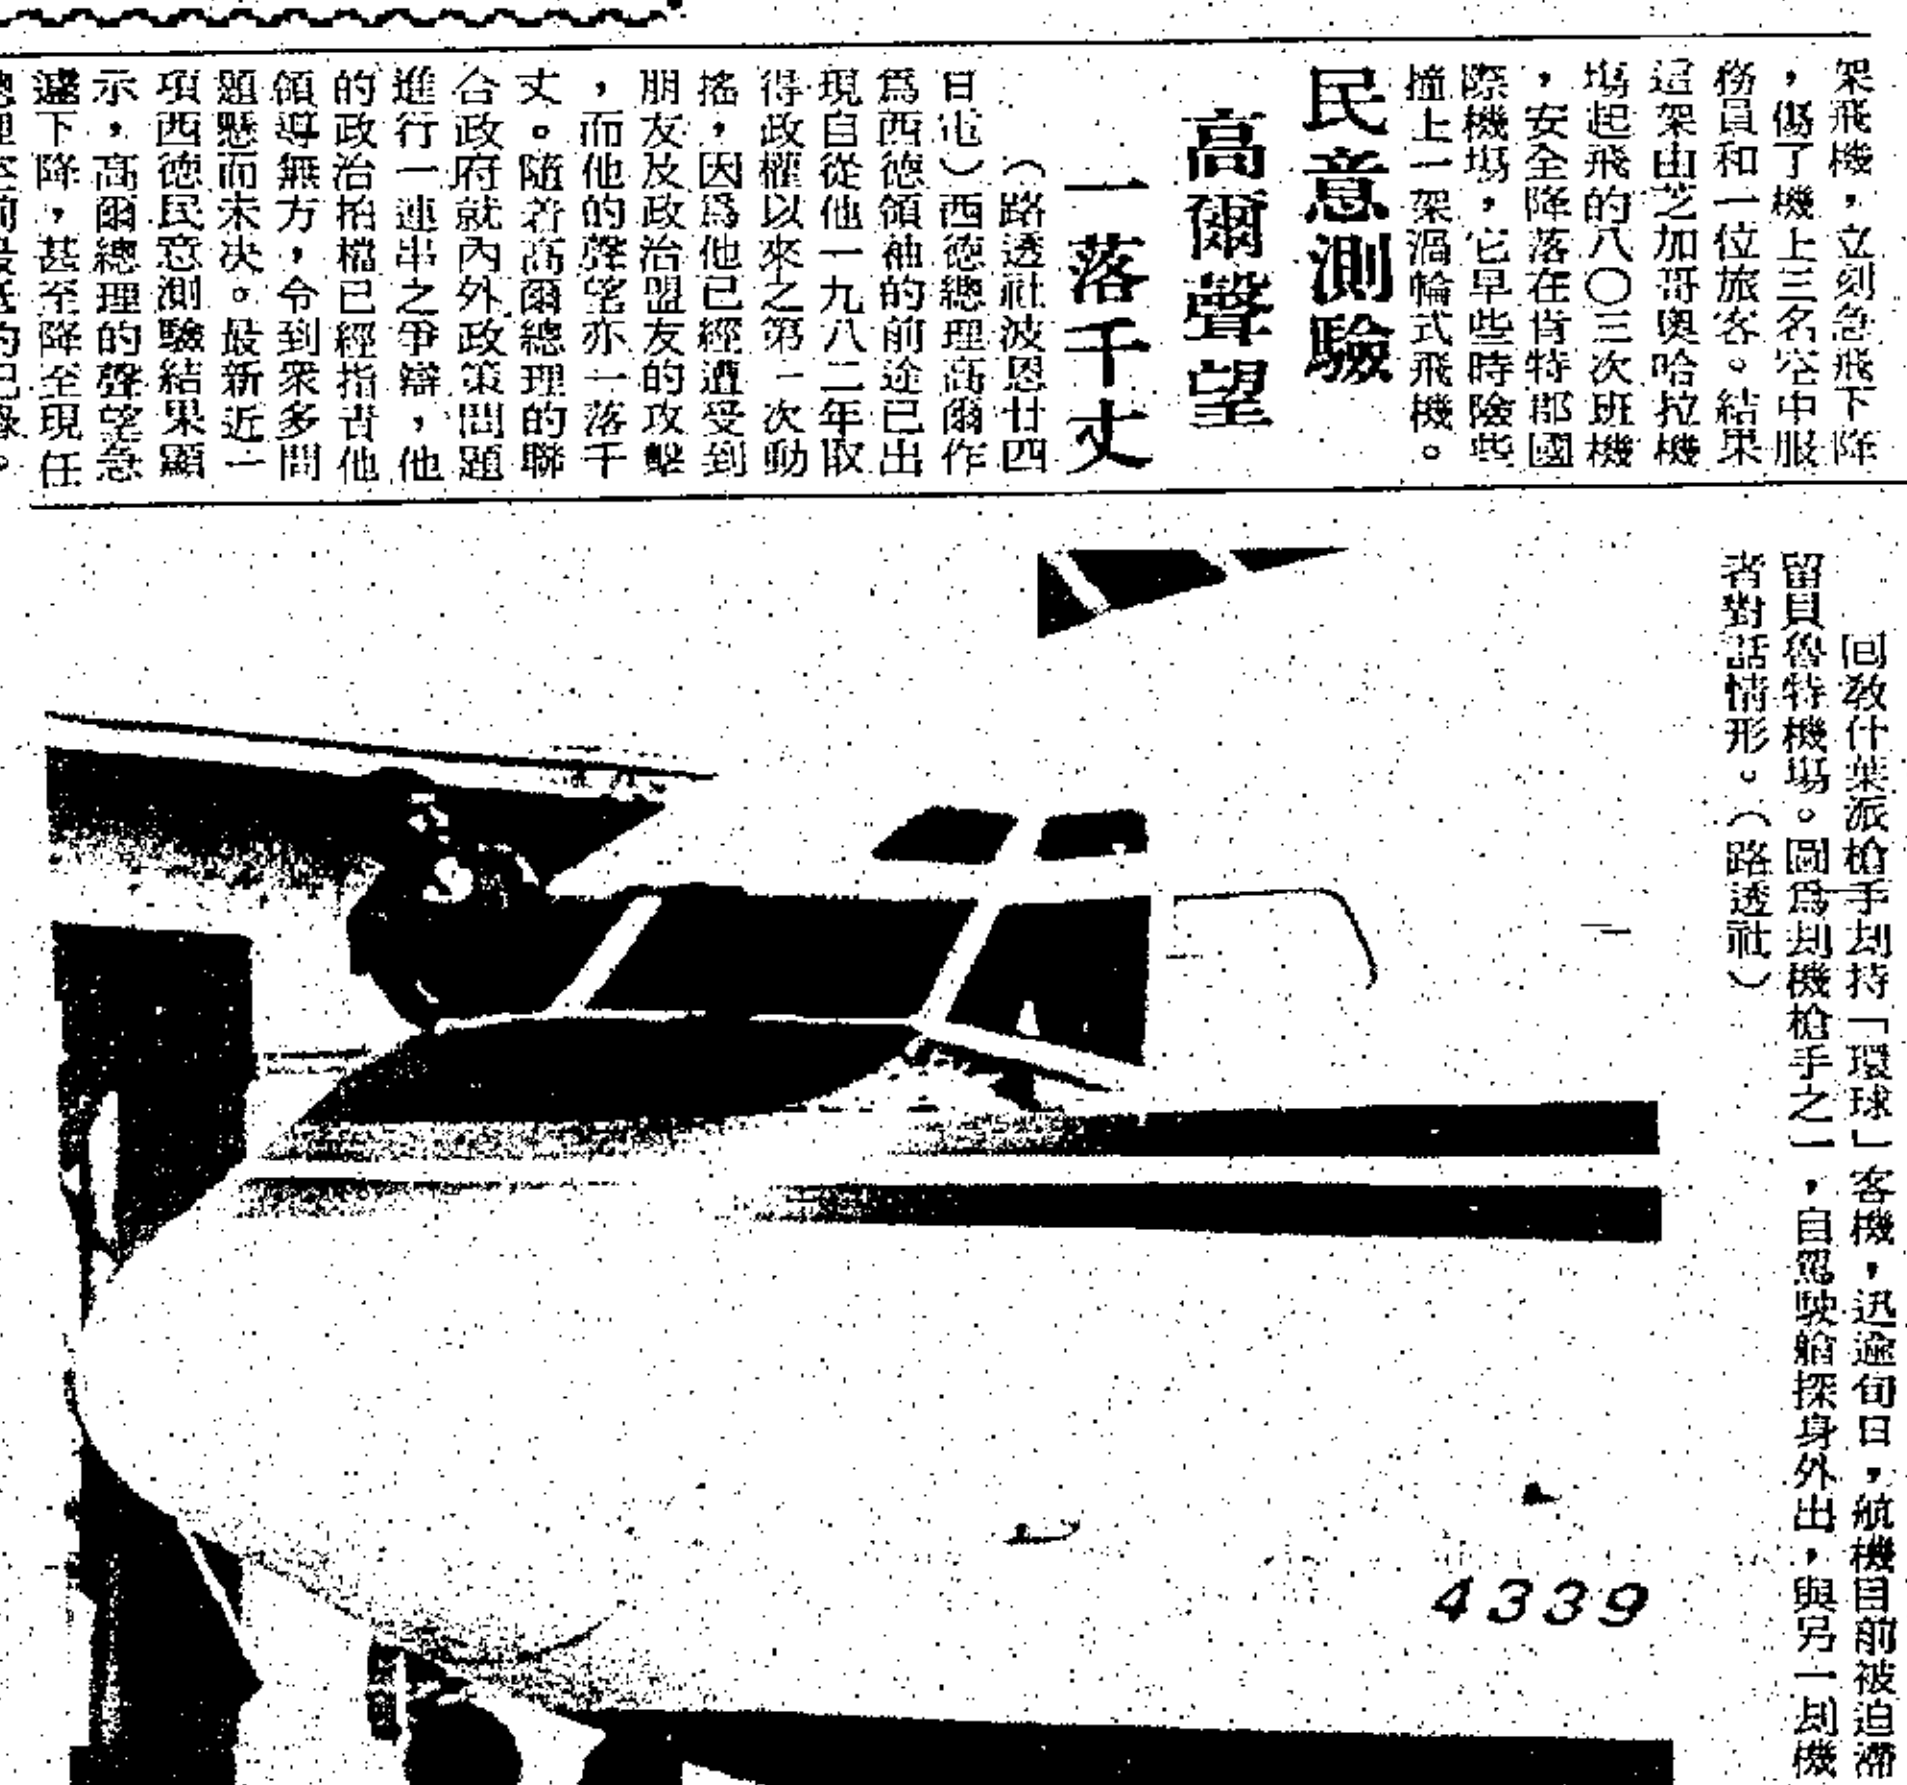 架飛機，立刻急飛下降
，傷了機上三名空中服
務員和一位旅客。結果
這架由芝加哥奧哈拉機
場起飛的八〇三次班機
，安全降落在肯特郡國
際機場，它早些時險些
撞上一架渦輪式飛機。
民意測驗
高爾聲望
一落千丈
（路透社波恩廿四
日電）西德總理高爾作
爲西德領袖的前途已出
現自從他一九八二年取
得政權以來之第一次動
搖，因爲他已經遭受到
朋友及政治盟友的攻擊
，而他的聲望亦一落千
丈。隨着高爾總理的聯
合政府就內外政策問題
進行一連串之爭辯，他
的政治拍檔已經指責他
領導無方，令到衆多問
題懸而未決。最新近一
項西德民意測驗結果顯
示，高爾總理的聲望急
遽下降，甚至降至現任
回教什葉派槍手刦持「環球」客機，迅逾旬日，航機目前被迫滯
留貝魯特機場。圖爲刦機槍手之一，自駕駛艙探身外出，與另一刦機
者對話情形。（路透社）
4339